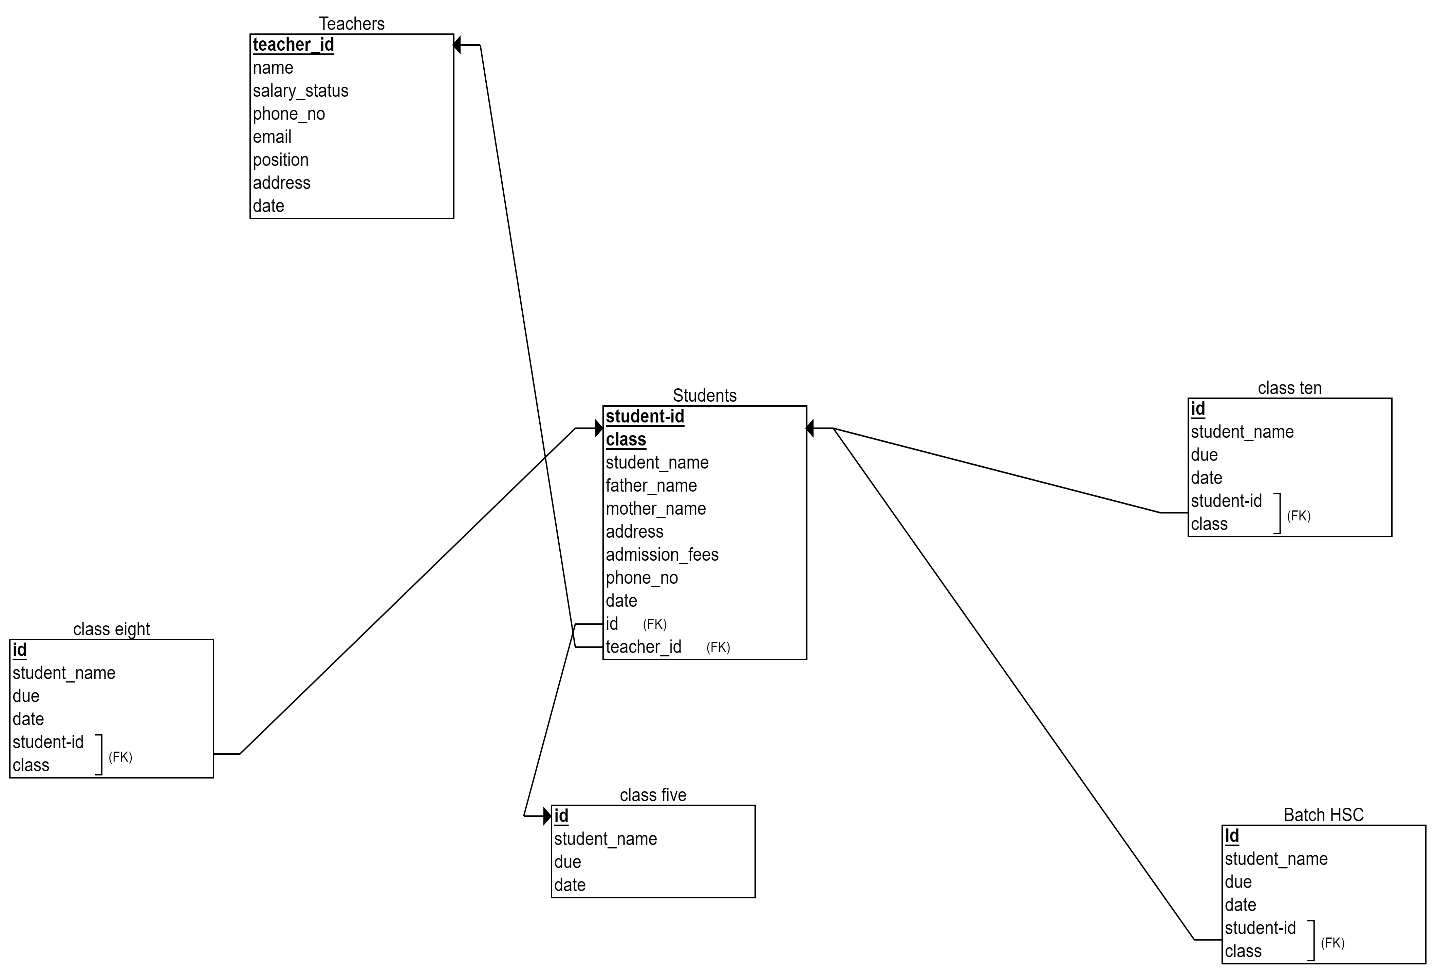 Teachers
teacher_id
name
salary_status
phone_no
email
position
address
date
Students
student-id
class
student_name
father_name
mother_name
address
admission_fees
phone_no
date
id (FK)
teacher_id (FK)
class ten
id
student_name
due
date
student-id
class
(FK)
class eight
id
student_name
due
date
student-id
class
(FK)
class five
id
student_name
due
date
Batch HSC
Id
student_name
due
date
student-id
class
(FK)